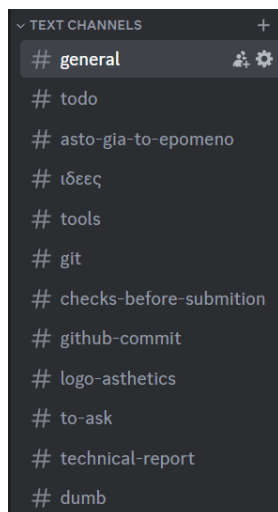 TEXT CHANNELS
general
todo
asto-gia-to-epomeno
ιδεες
tools
git
checks-before-submition
github-commit
logo-asthetics
to-ask
technical-report
dumb